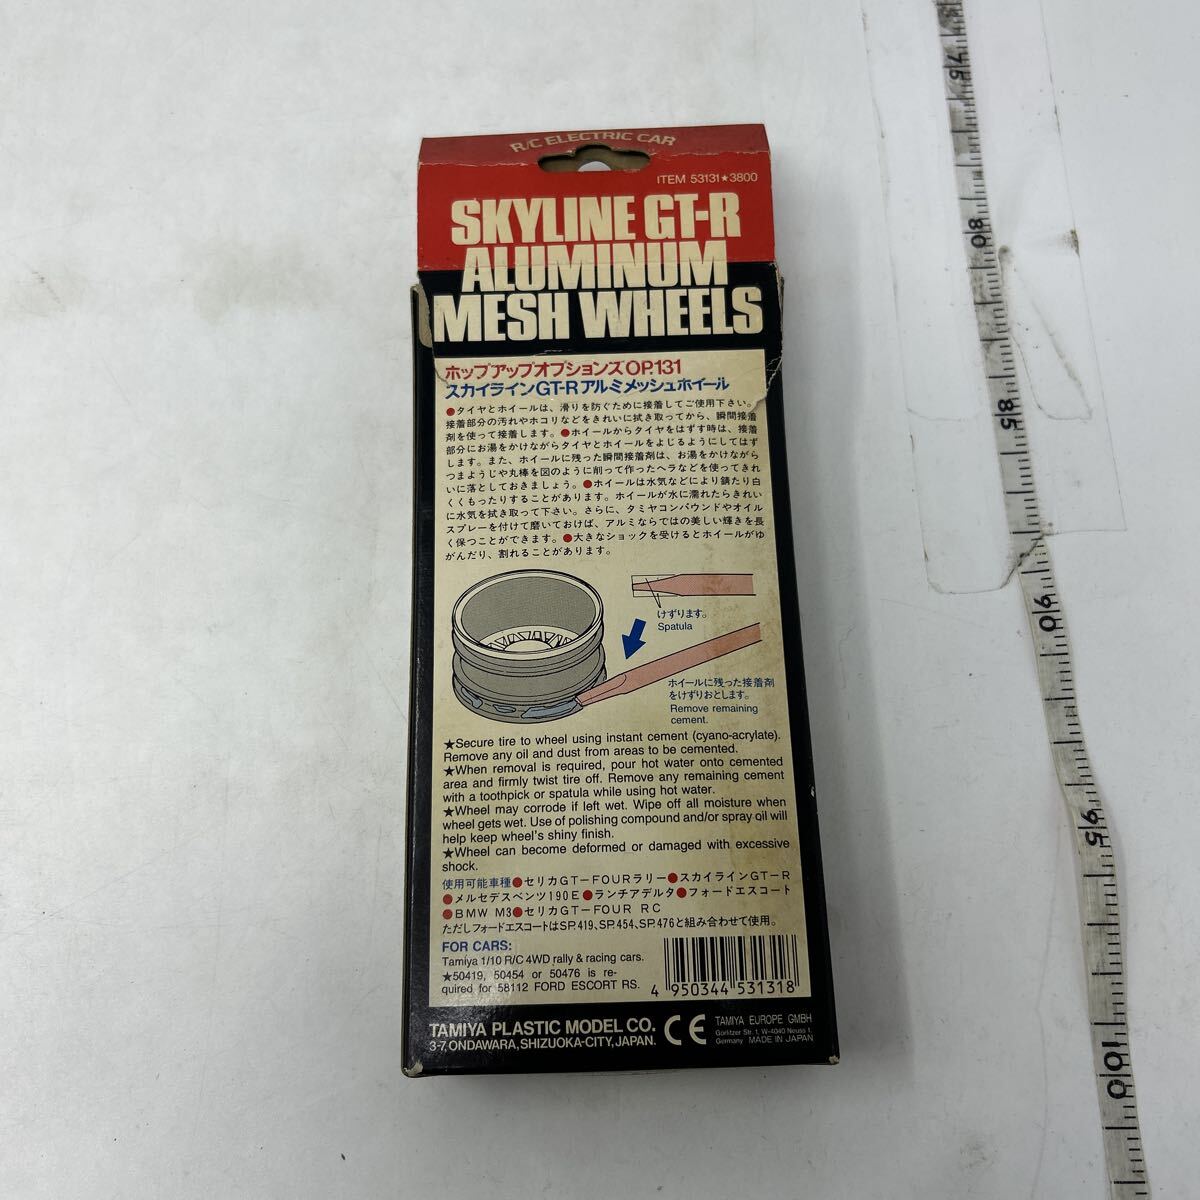 R/C ELECTRIC CAR
ITEM 53131★3800
SKYLINE GT-R
ALUMINUM
MESH WHEELS
ホップアップオプションズOP.131
スカイラインGT-Rアルミメッシュホイール
●タイヤとホイールは、滑りを防ぐために接着してご使用下さい。
接着部分の汚れやホコリなどをきれいに拭き取ってから、瞬間接着
剤を使って接着します。●ホイールからタイヤをはずす時は、接着
部分にお湯をかけながらタイヤとホイールをよじるようにしてはず
します。また、ホイールに残った瞬間接着剤は、お湯をかけながら
つまようじや丸棒を図のように削って作ったヘラなどを使ってきれ
いに落としておきましょう。●ホイールは水気などにより錆たり白
くくもったりすることがあります。ホイールが水に濡れたらきれい
に水気を拭き取って下さい。さらに、タミヤコンパウンドやオイル
スプレーを付けて磨いておけば、アルミならではの美しい輝きを長
く保つことができます。●大きなショックを受けるとホイールがゆ
がんだり、割れることがあります。
けずります。
Spatula
ホイールに残った接着剤
をけずりおとします。
Remove remaining
cement.
★Secure tire to wheel using instant cement (cyano-acrylate).
Remove any oil and dust from areas to be cemented.
★When removal is required, pour hot water onto cemented
area and firmly twist tire off. Remove any remaining cement
with a toothpick or spatula while using hot water.
★Wheel may corrode if left wet. Wipe off all moisture when
wheel gets wet. Use of polishing compound and/or spray oil will
help keep wheel's shiny finish.
★Wheel can become deformed or damaged with excessive
shock.
使用可能車種●セリカGT-FOURラリー●スカイラインGT-R
●メルセデスベンツ190E●ランチアデルタ●フォードエスコート
●BMW M3●セリカGT-FOUR RC
ただしフォードエスコートはSP.419、SP.454、SP.476と組み合わせて使用。
FOR CARS:
Tamiya 1/10 R/C 4WD rally & racing cars.
★50419, 50454 or 50476 is re-
quired for 58112 FORD ESCORT RS.
4 950344 531318
TAMIYA PLASTIC MODEL CO.
3-7, ONDAWARA, SHIZUOKA-CITY, JAPAN.
CE
TAMIYA EUROPE GMBH
Görlitzer Str. 1, W-4040 Neuss 1,
Germany MADE IN JAPAN
75
80
85
90
95
100